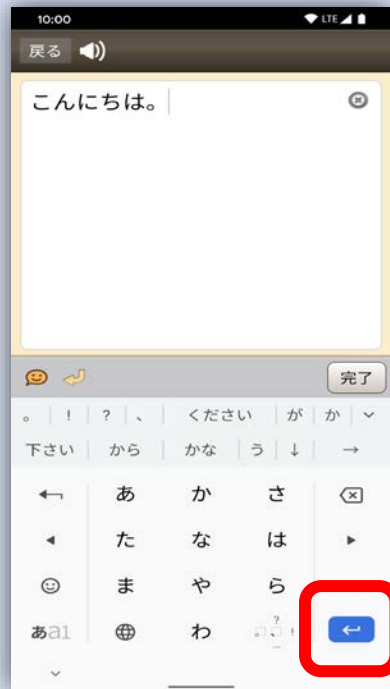 10:00 LTE
戻る
こんにちは。
完了
。 ! ? 、 ください が か
下さい から かな う ↓ →
あ か さ
た な は
ま や ら
あa1 わ 。?!、…